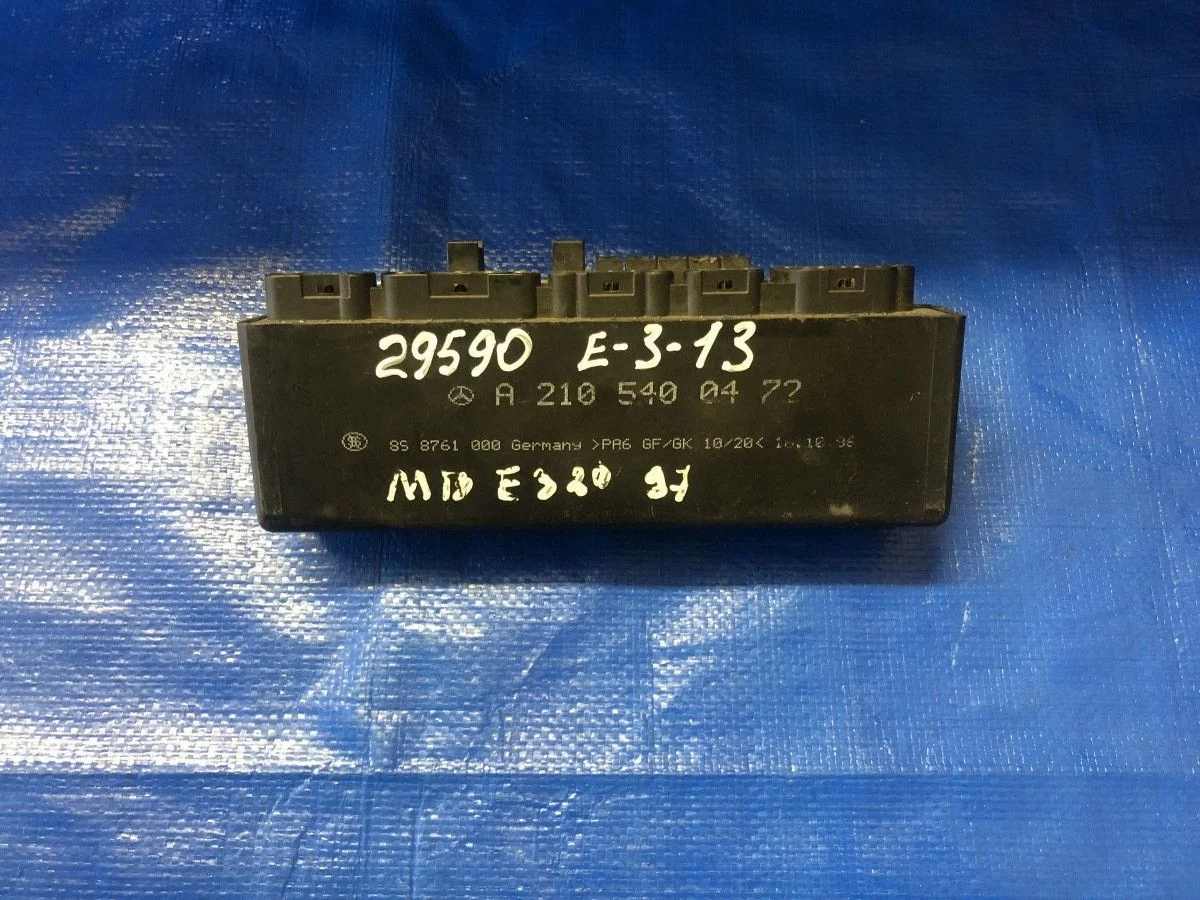 29590 E-3-13
A 210 540 04 72
8S 8761 000 Germany >PA6 GF/GK 10/20<
MB E320 97